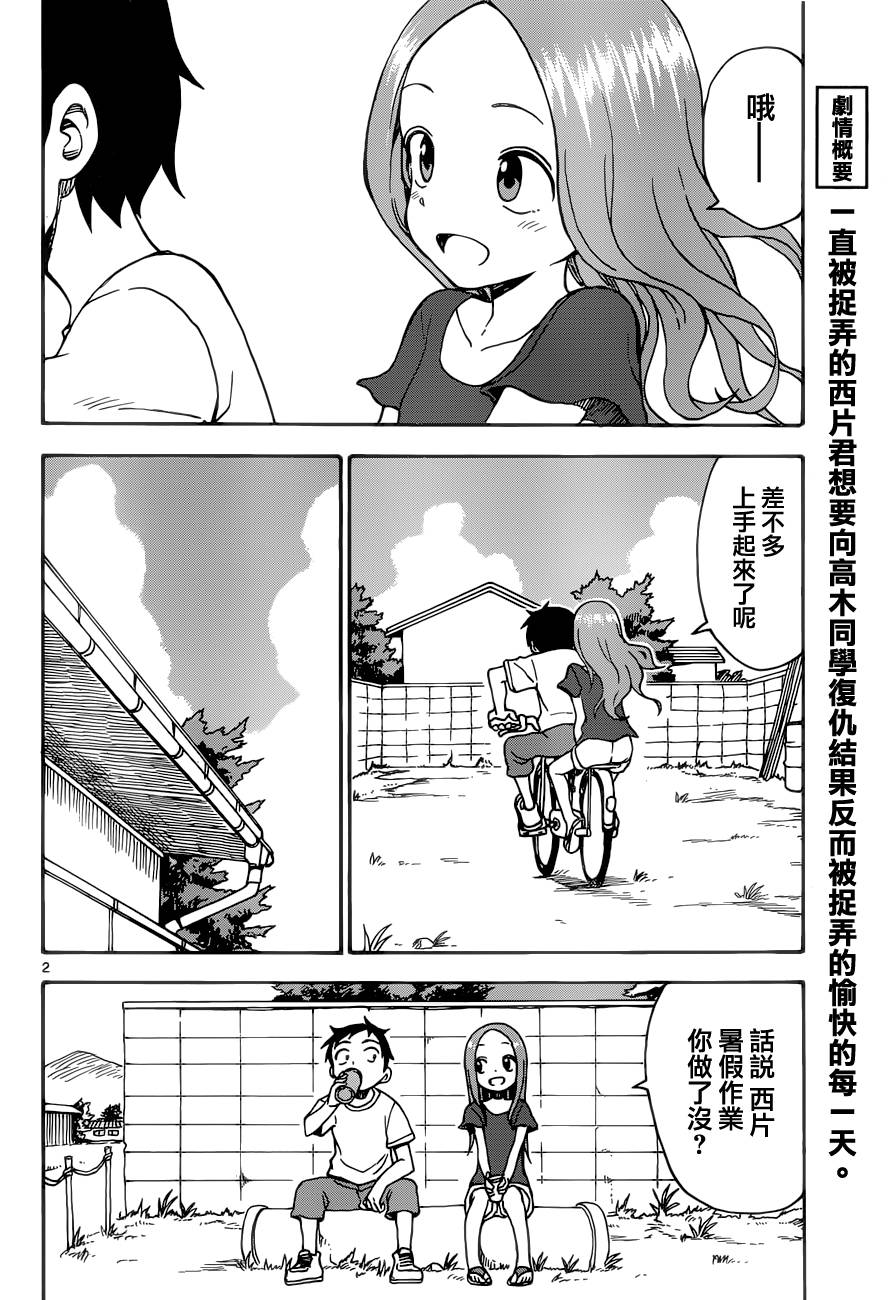 劇情概要
一直被捉弄的西片君想要向高木同學復仇結果反而被捉弄的愉快的每一天。
哦——
差不多
上手起來了呢
2
話説 西片
暑假作業
你做了沒?